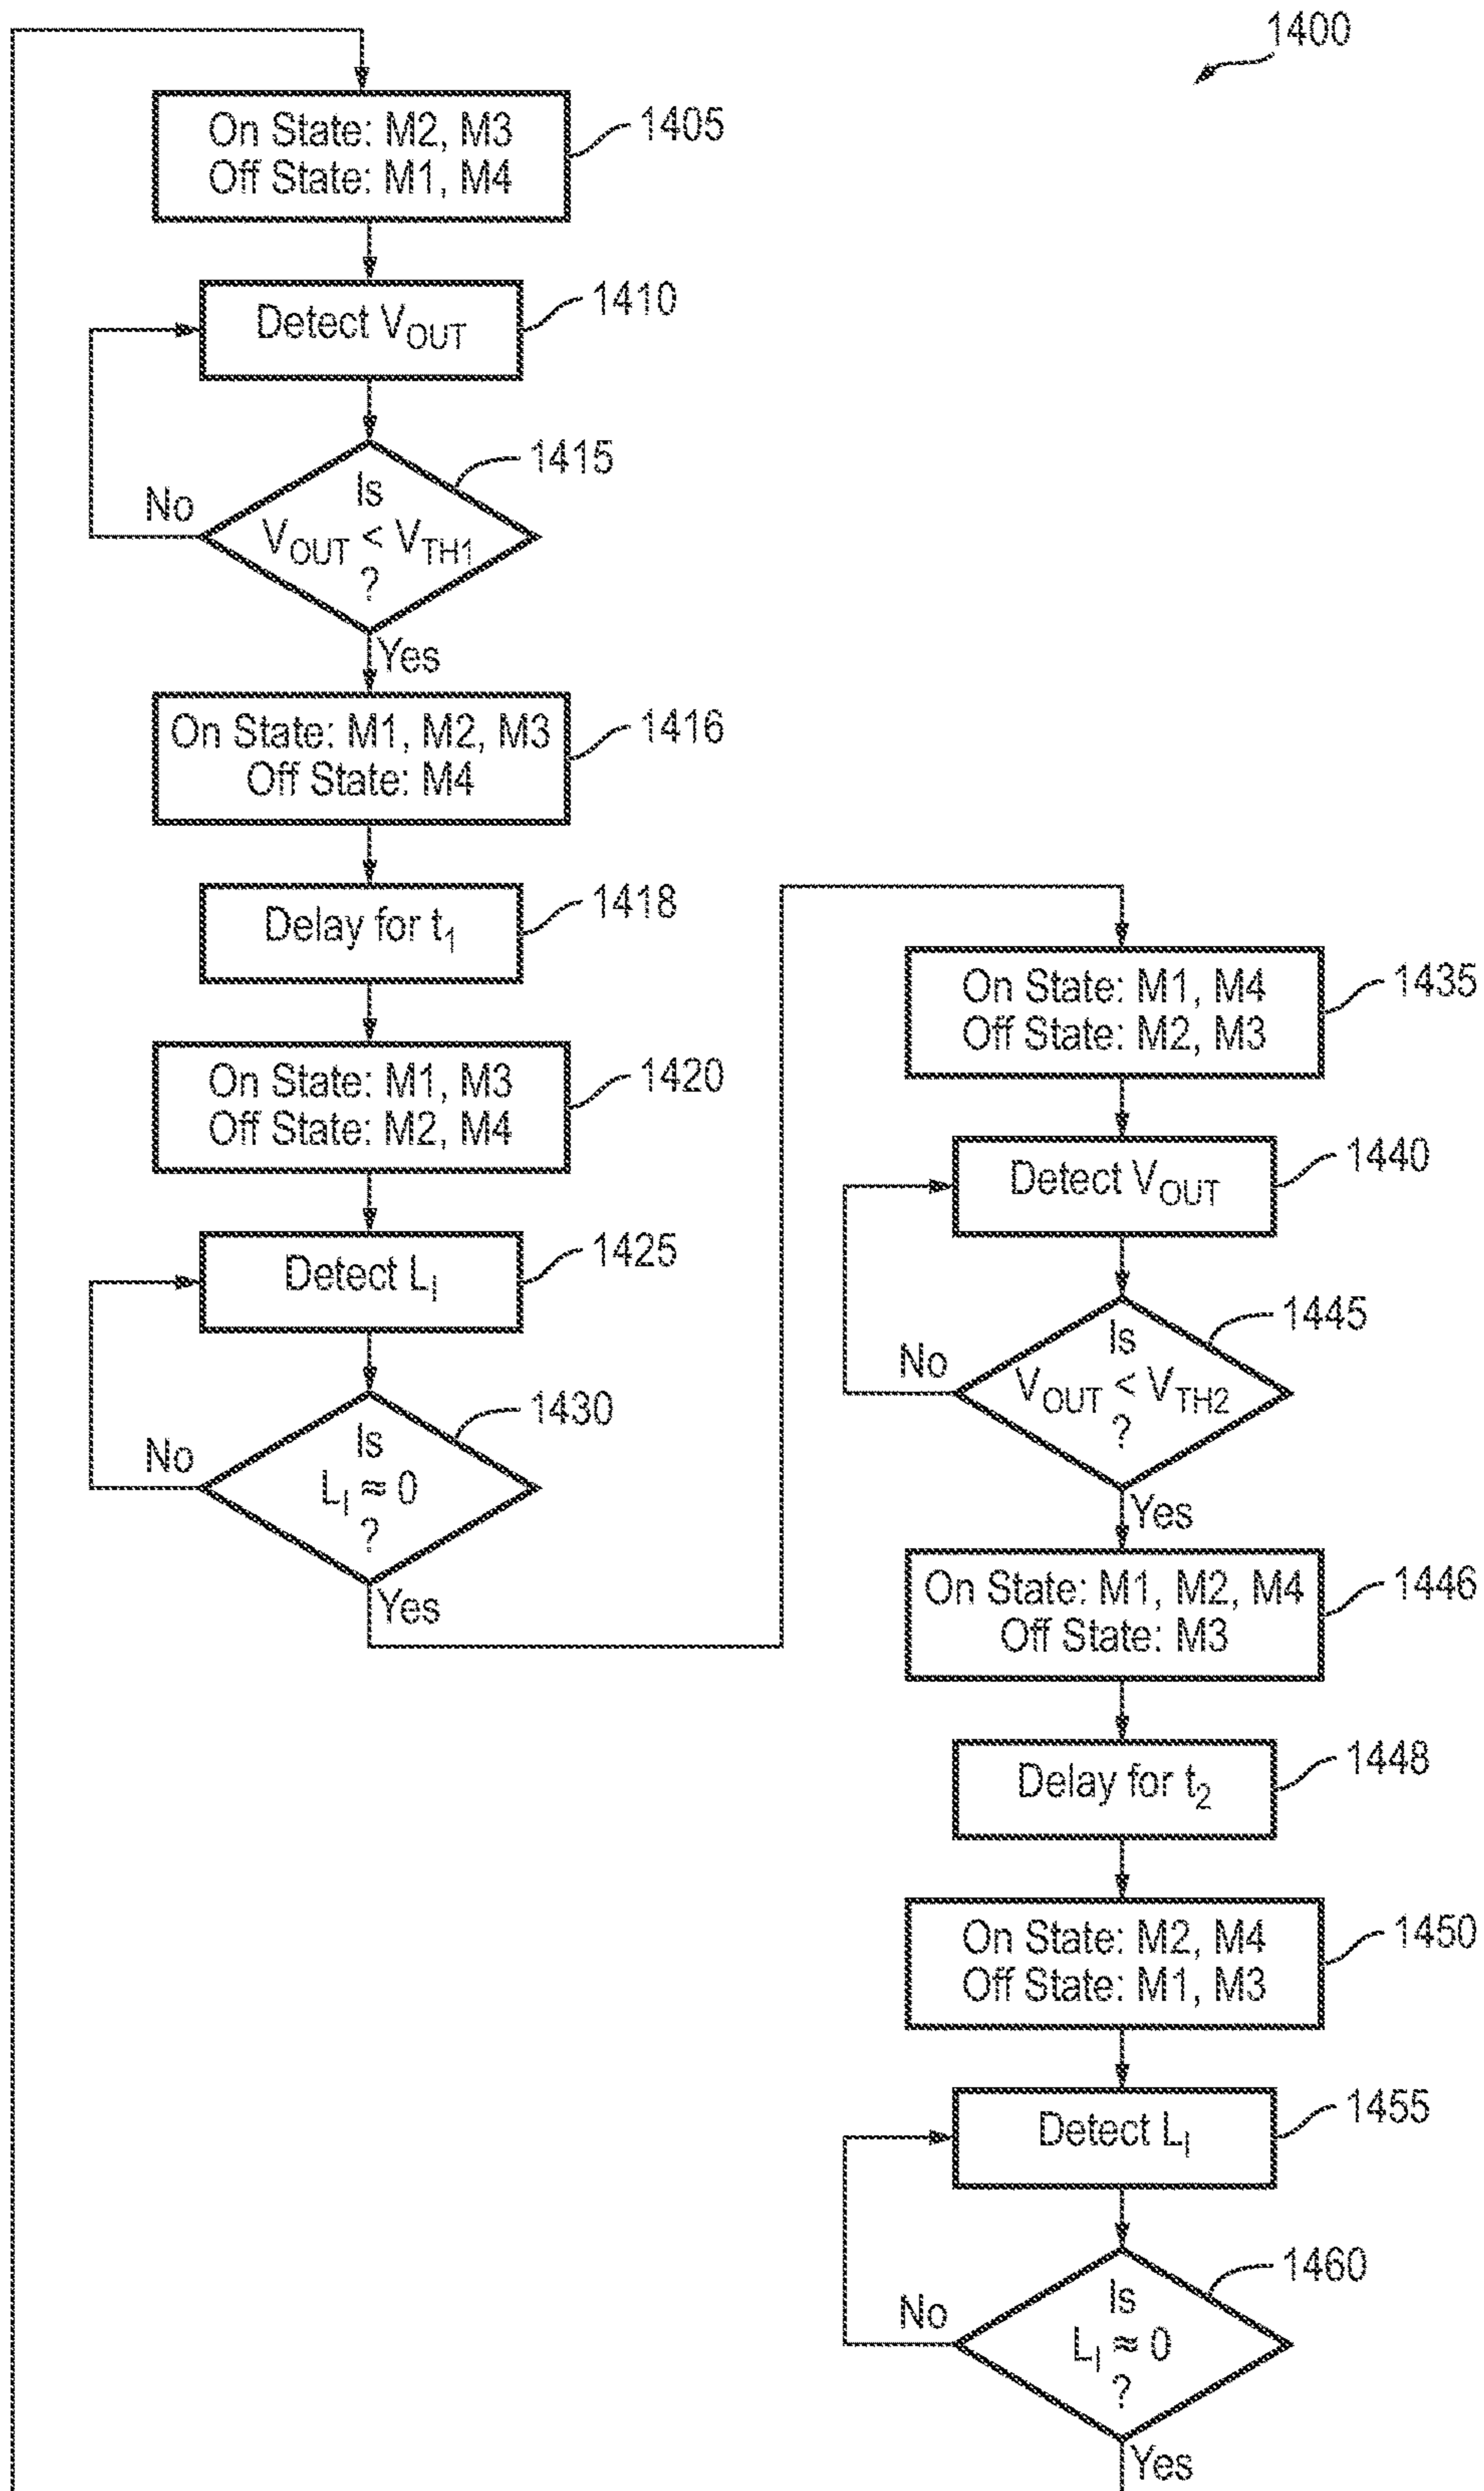 1400
On State: M2, M3
Off State: M1, M4
1405
Detect VOUT
1410
1415
Is
VOUT < VTH1
?
No
Yes
On State: M1, M2, M3
Off State: M4
1416
Delay for t1
1418
On State: M1, M3
Off State: M2, M4
1420
Detect LI
1425
1430
Is
LI ≈ 0
?
No
Yes
On State: M1, M4
Off State: M2, M3
1435
Detect VOUT
1440
1445
Is
VOUT < VTH2
?
No
Yes
On State: M1, M2, M4
Off State: M3
1446
Delay for t2
1448
On State: M2, M4
Off State: M1, M3
1450
Detect LI
1455
1460
Is
LI ≈ 0
?
No
Yes